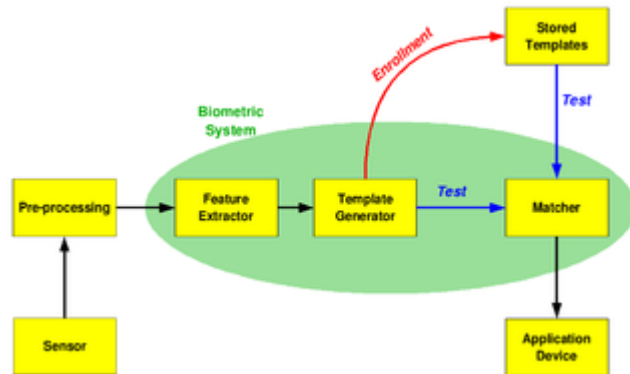 Stored
Templates
Enrollment
Test
Biometric
System
Pre-processing
Feature
Extractor
Template
Generator
Test
Matcher
Sensor
Application
Device